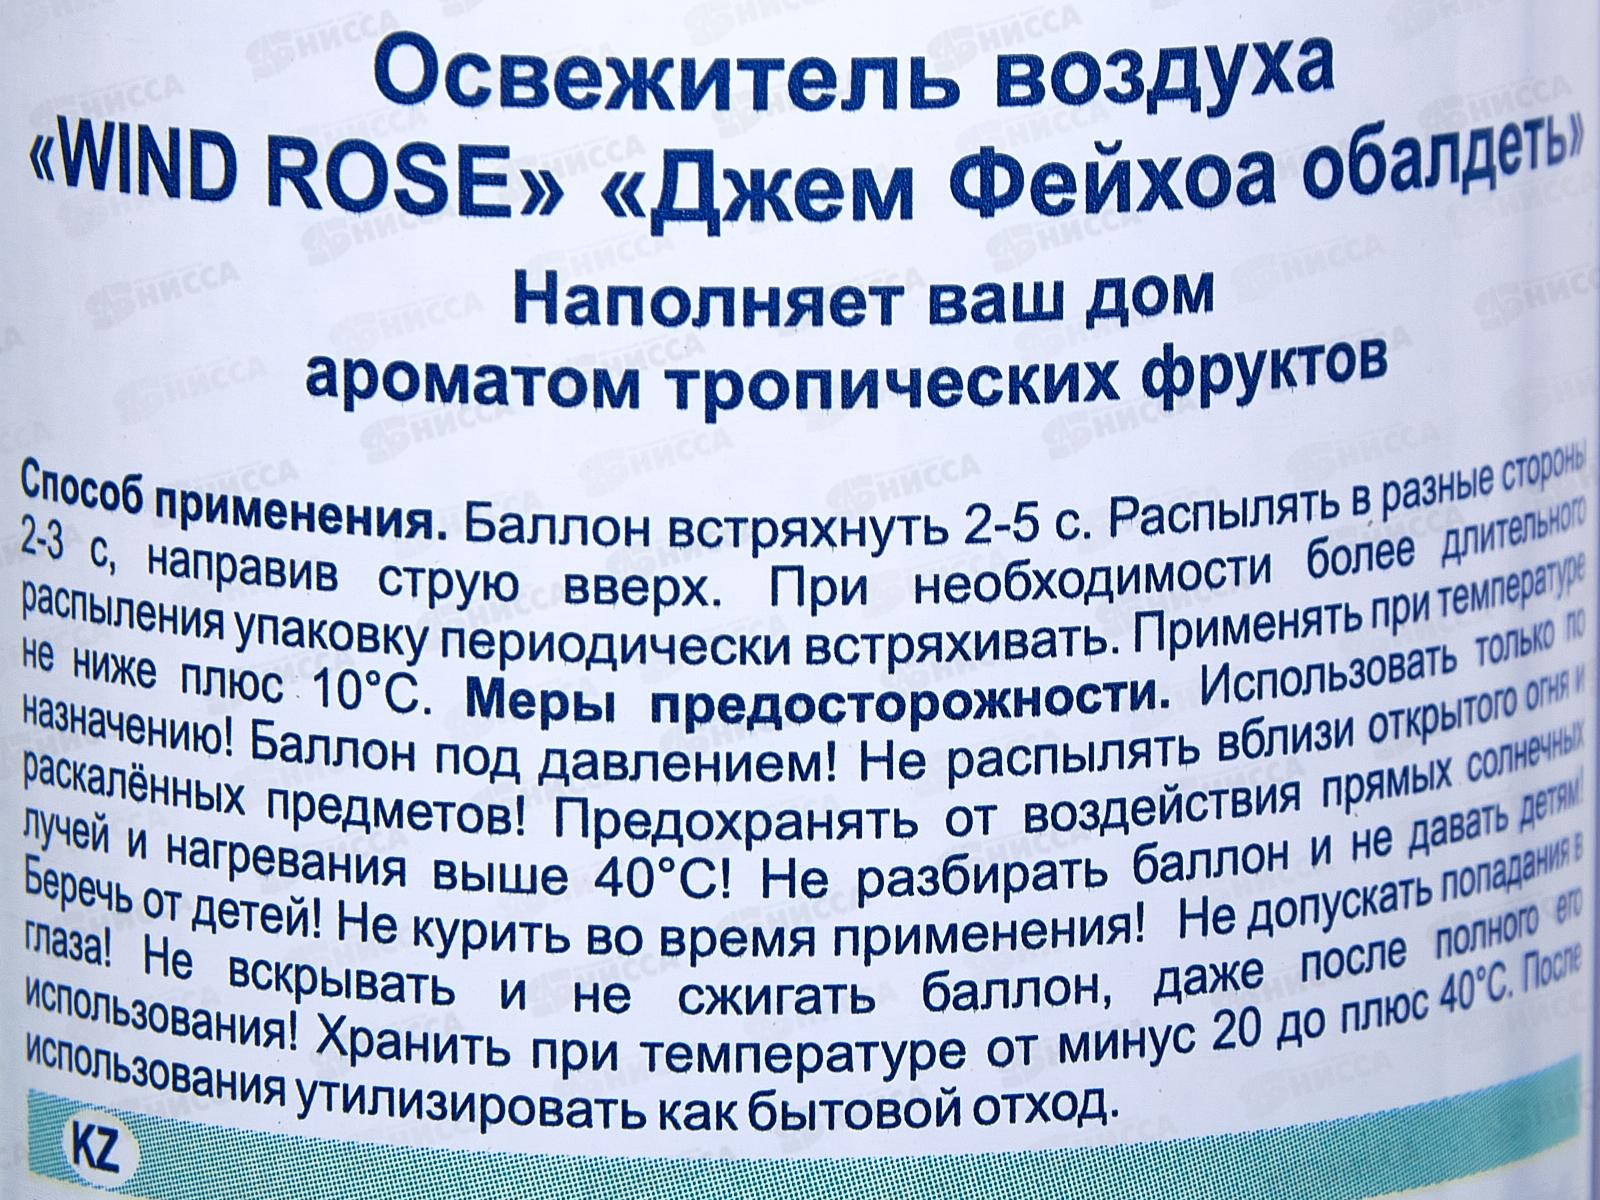 Освежитель воздуха
«WIND ROSE» «Джем Фейхоа обалдеть»
Наполняет ваш дом
ароматом тропических фруктов
Способ применения. Баллон встряхнуть 2-5 с. Распылять в разные стороны
2-3 с, направив струю вверх. При необходимости более длительного
распыления упаковку периодически встряхивать. Применять при температуре
не ниже плюс 10°С. Меры предосторожности. Использовать только по
назначению! Баллон под давлением! Не распылять вблизи открытого огня и
раскалённых предметов! Предохранять от воздействия прямых солнечных
лучей и нагревания выше 40°С! Не разбирать баллон и не давать детям!
Беречь от детей! Не курить во время применения! Не допускать попадания в
глаза! Не вскрывать и не сжигать баллон, даже после полного его
использования! Хранить при температуре от минус 20 до плюс 40°С. После
использования утилизировать как бытовой отход.
KZ